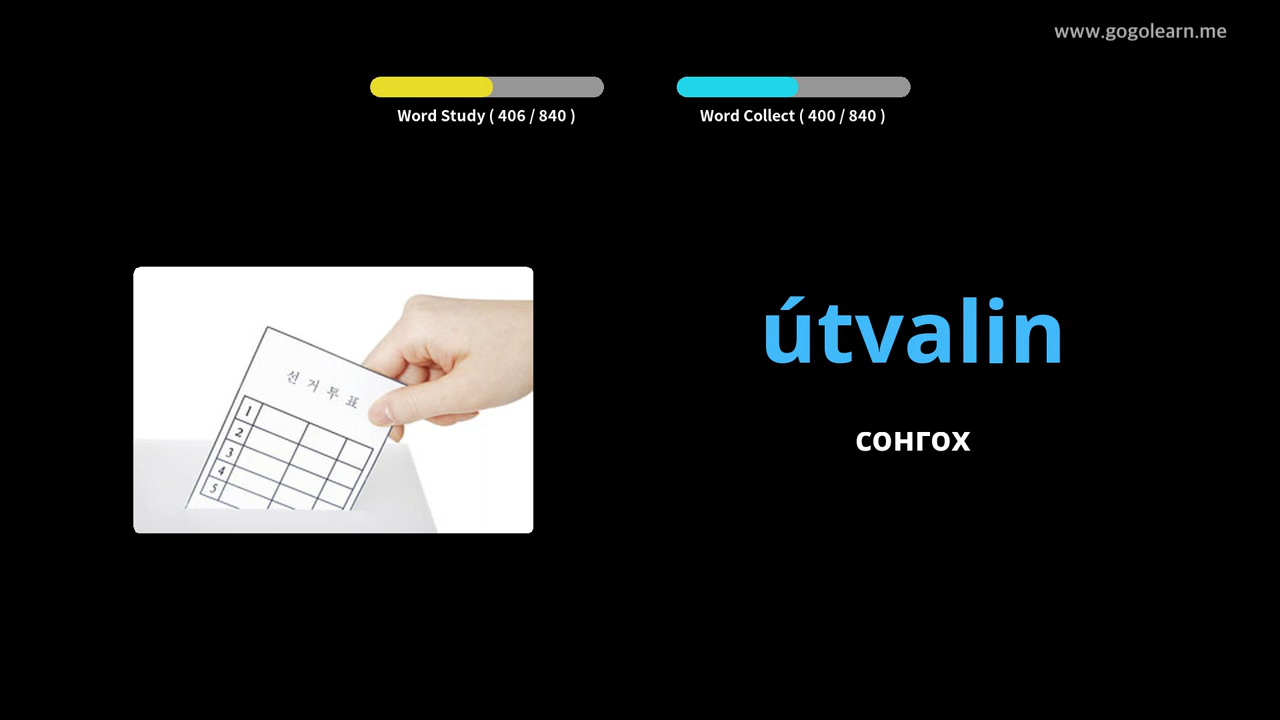 www.gogolearn.me
Word Study ( 406 / 840 )
Word Collect ( 400 / 840 )
선거투표
1
2
3
4
5
útvalin
сонгох